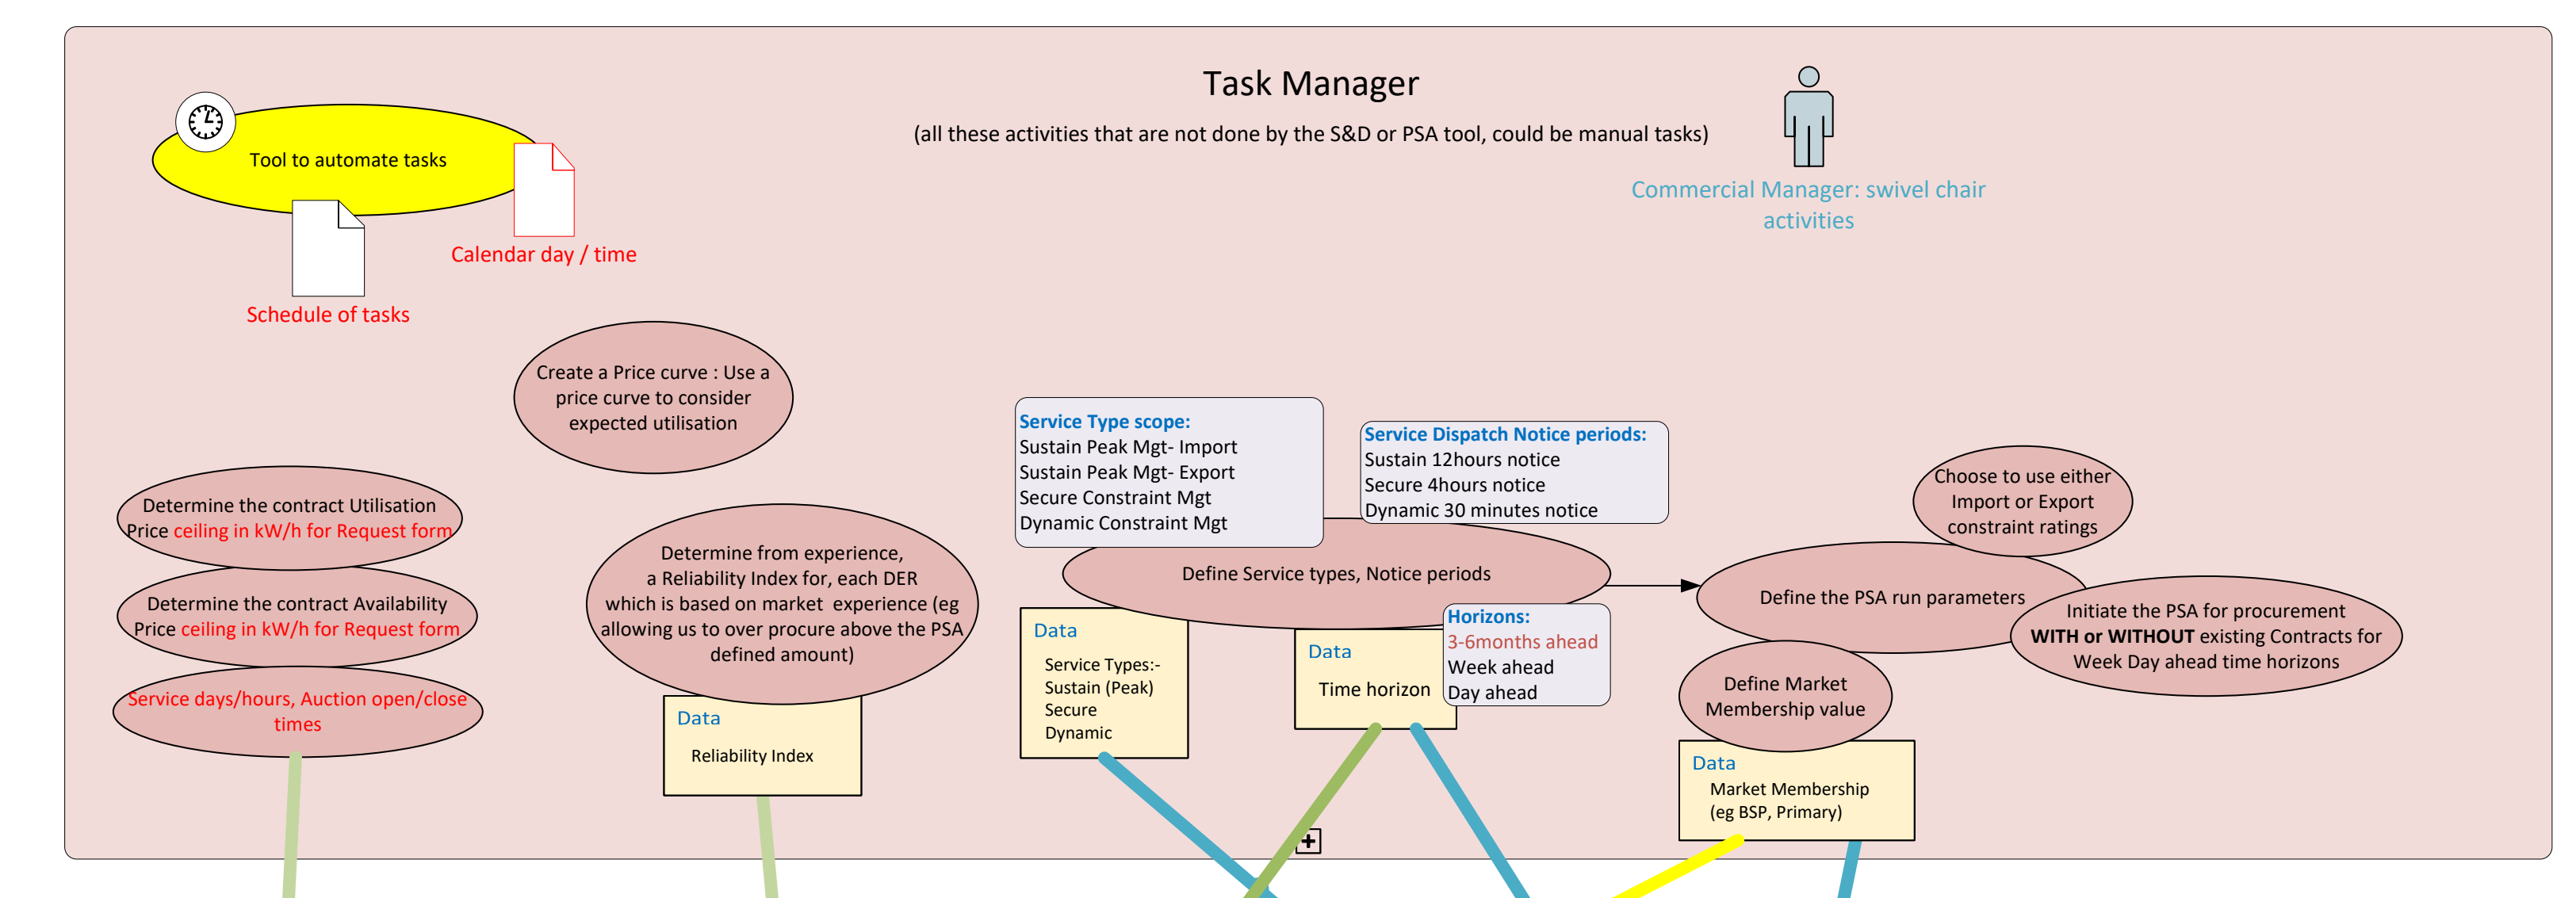 Task Manager
(all these activities that are not done by the S&D or PSA tool, could be manual tasks)
Commercial Manager: swivel chair
activities
Tool to automate tasks
Calendar day / time
Schedule of tasks
Create a Price curve : Use a
price curve to consider
expected utilisation
Determine the contract Utilisation
Price ceiling in kW/h for Request form
Determine the contract Availability
Price ceiling in kW/h for Request form
Service days/hours, Auction open/close
times
Determine from experience,
a Reliability Index for, each DER
which is based on market experience (eg
allowing us to over procure above the PSA
defined amount)
Data
Reliability Index
Service Type scope:
Sustain Peak Mgt- Import
Sustain Peak Mgt- Export
Secure Constraint Mgt
Dynamic Constraint Mgt
Service Dispatch Notice periods:
Sustain 12hours notice
Secure 4hours notice
Dynamic 30 minutes notice
Define Service types, Notice periods
Data
Service Types:-
Sustain (Peak)
Secure
Dynamic
Data
Time horizon
Horizons:
3-6months ahead
Week ahead
Day ahead
Choose to use either
Import or Export
constraint ratings
Define the PSA run parameters
Initiate the PSA for procurement
WITH or WITHOUT existing Contracts for
Week Day ahead time horizons
Define Market
Membership value
Data
Market Membership
(eg BSP, Primary)